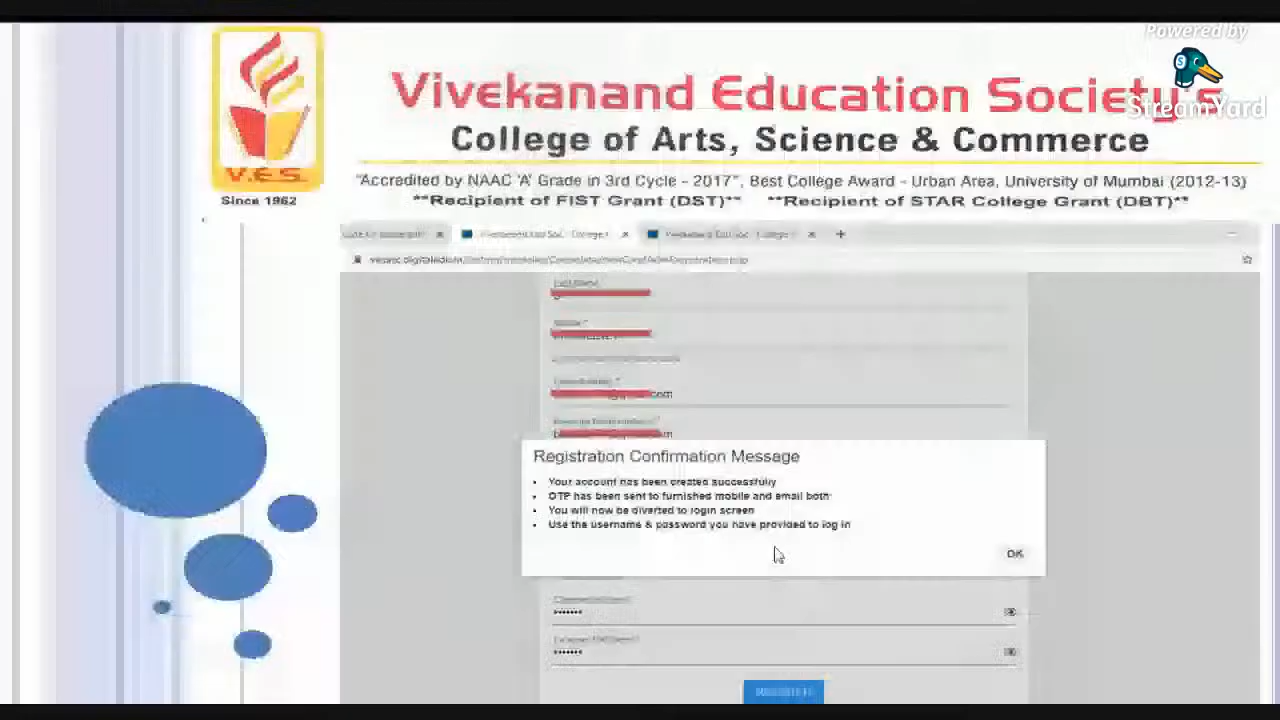 Powered by
StreamYard
Vivekanand Education Society's
College of Arts, Science & Commerce
V.E.S.
Since 1962
"Accredited by NAAC 'A' Grade in 3rd Cycle - 2017", Best College Award - Urban Area, University of Mumbai (2012-13)
**Recipient of FIST Grant (DST)** **Recipient of STAR College Grant (DBT)**
com
Registration Confirmation Message
• Your account has been created successfully
• OTP has been sent to furnished mobile and email both
• You will now be diverted to login screen
• Use the username & password you have provided to log in
OK